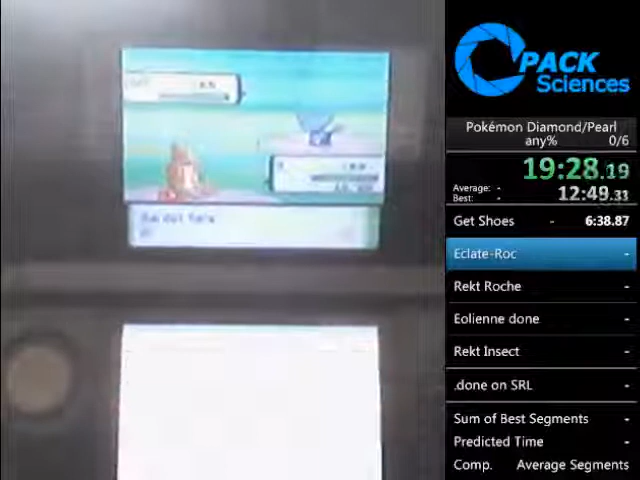 PACK
Sciences
Pokémon Diamond/Pearl
any% 0/6
19:28.19
Average: -
Best: -
12:49.33
Get Shoes - 6:38.87
Eclate-Roc -
Rekt Roche -
Eolienne done -
Rekt Insect -
.done on SRL -
Sum of Best Segments -
Predicted Time -
Comp. Average Segments